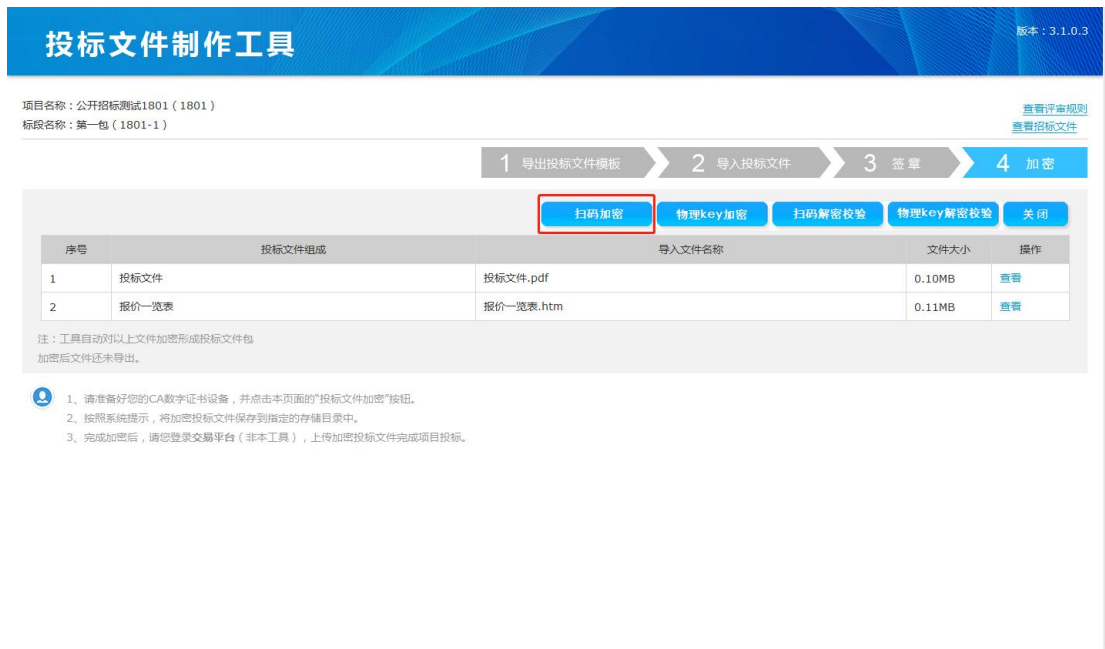 投标文件制作工具
版本：3.1.0.3
项目名称：公开招标测试1801（1801）
查看评审规则
标段名称：第一包（1801-1）
查看招标文件
1 导出投标文件模板 2 导入投标文件 3 签章 4 加密
扫码加密 物理key加密 扫码解密校验 物理key解密校验 关闭
序号 投标文件组成 导入文件名称 文件大小 操作
1 投标文件 投标文件.pdf 0.10MB 查看
2 报价一览表 报价一览表.htm 0.11MB 查看
注：工具自动对以上文件加密形成投标文件包
加密后文件还未导出。
1、请准备好您的CA数字证书设备，并点击本页面的“投标文件加密”按钮。
2、按照系统提示，将加密投标文件保存到指定的存储目录中。
3、完成加密后，请您登录交易平台（非本工具），上传加密投标文件完成项目投标。